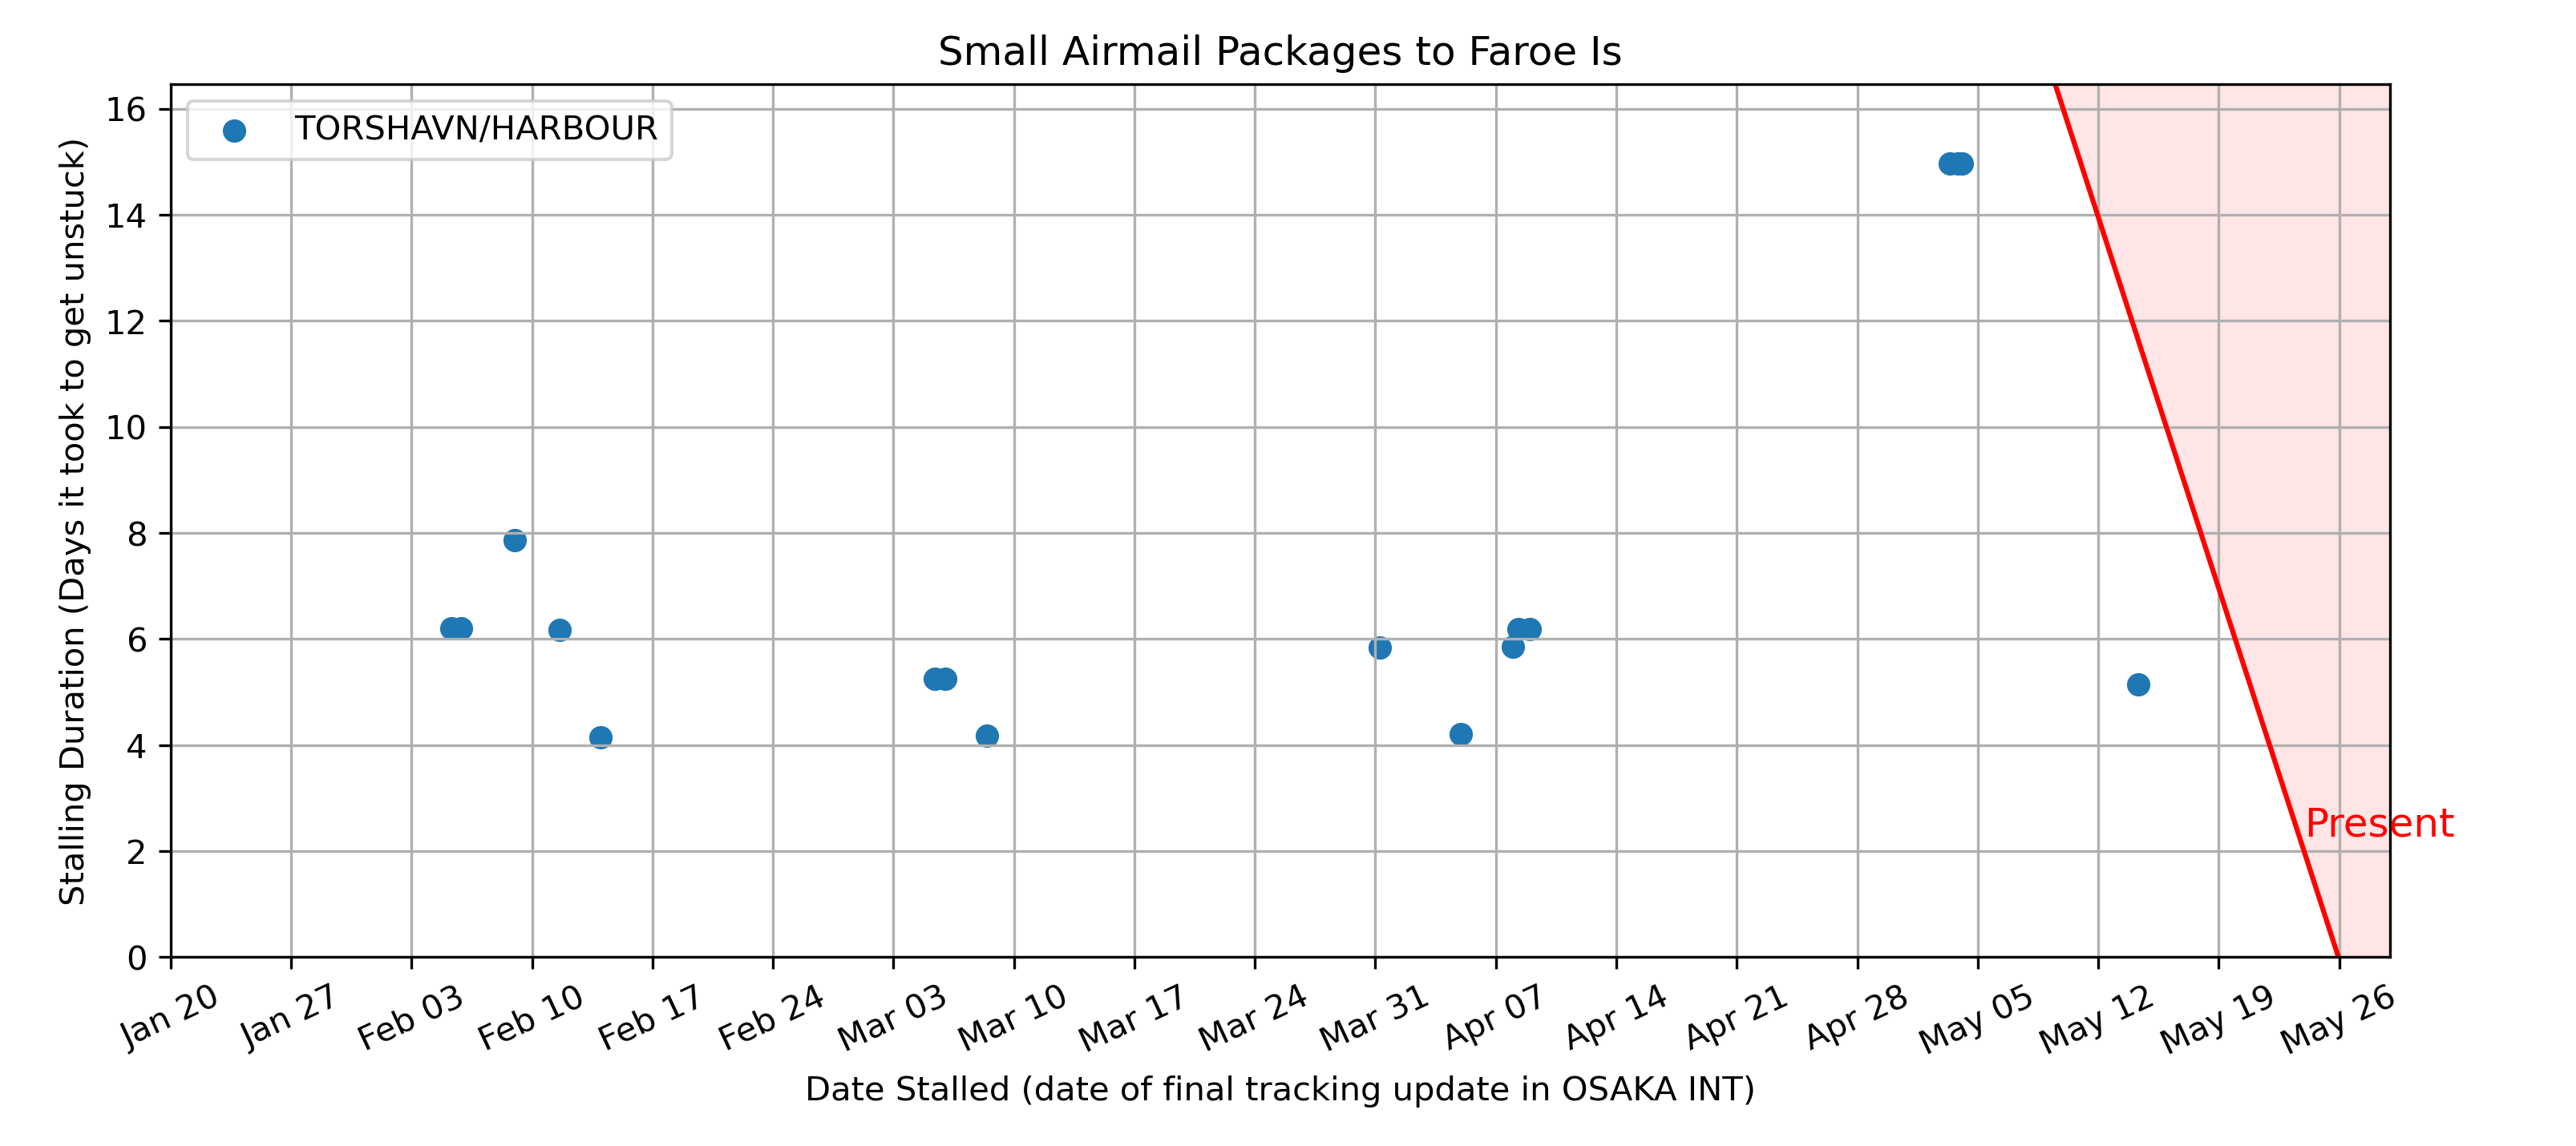 Small Airmail Packages to Faroe Is
TORSHAVN/HARBOUR
Stalling Duration (Days it took to get unstuck)
16
14
12
10
8
6
4
2
0
Present
Jan 20
Jan 27
Feb 03
Feb 10
Feb 17
Feb 24
Mar 03
Mar 10
Mar 17
Mar 24
Mar 31
Apr 07
Apr 14
Apr 21
Apr 28
May 05
May 12
May 19
May 26
Date Stalled (date of final tracking update in OSAKA INT)